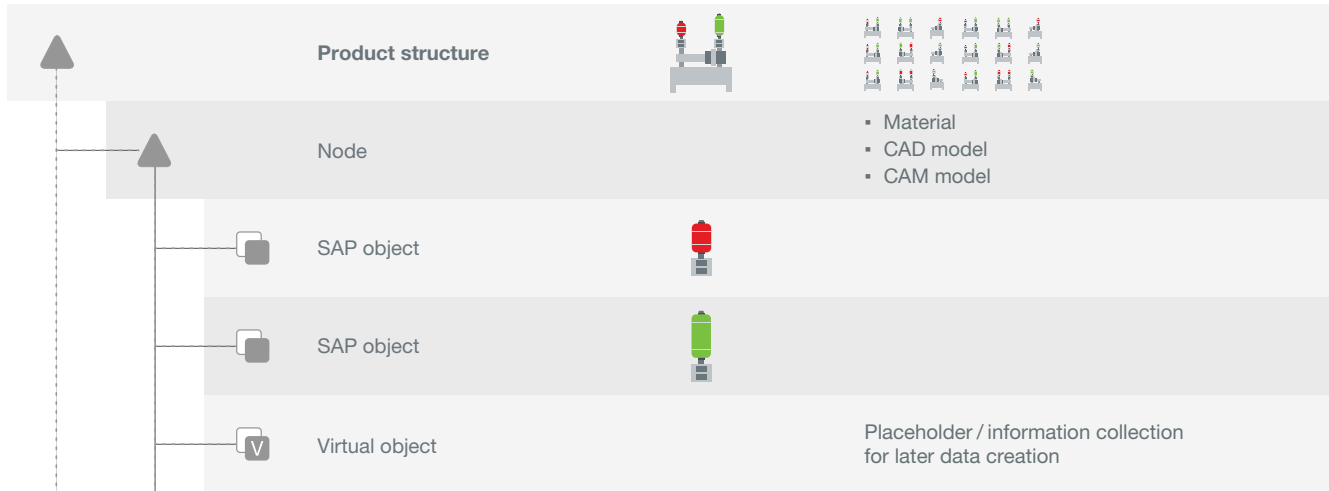 Product structure
Node
▪ Material
▪ CAD model
▪ CAM model
SAP object
SAP object
V
Virtual object
Placeholder / information collection
for later data creation